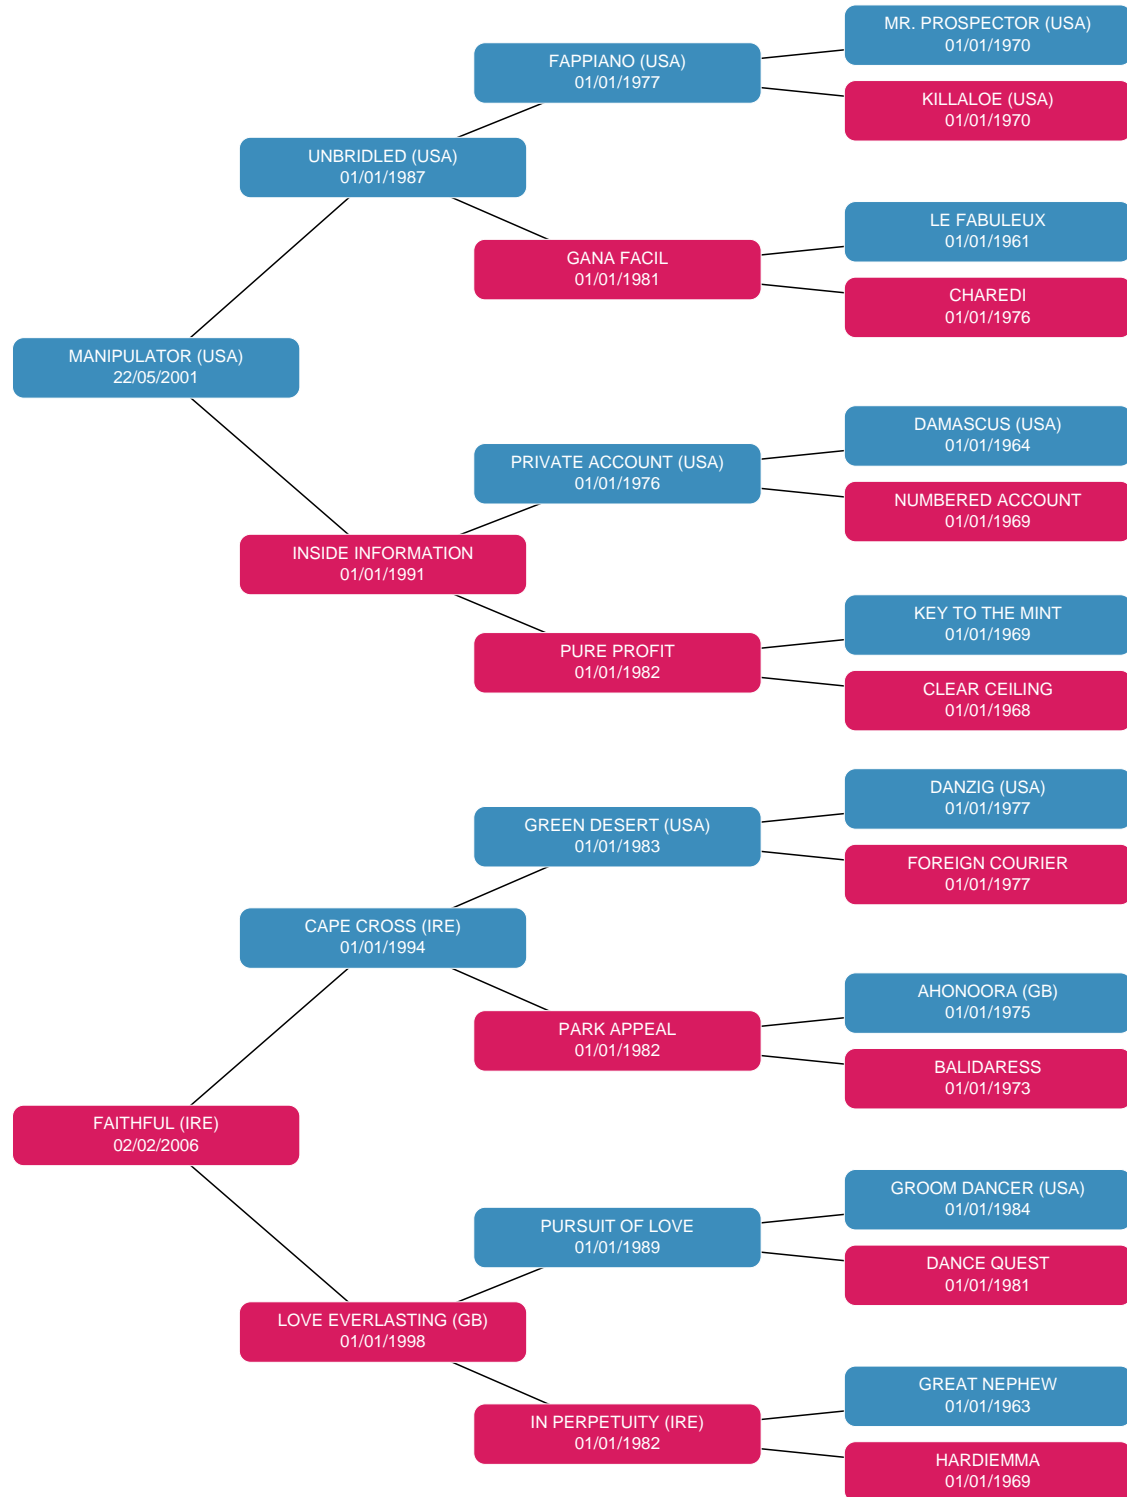 MR. PROSPECTOR (USA)
01/01/1970
FAPPIANO (USA)
01/01/1977
KILLALOE (USA)
01/01/1970
UNBRIDLED (USA)
01/01/1987
LE FABULEUX
01/01/1961
GANA FACIL
01/01/1981
CHAREDI
01/01/1976
MANIPULATOR (USA)
22/05/2001
DAMASCUS (USA)
01/01/1964
PRIVATE ACCOUNT (USA)
01/01/1976
NUMBERED ACCOUNT
01/01/1969
INSIDE INFORMATION
01/01/1991
KEY TO THE MINT
01/01/1969
PURE PROFIT
01/01/1982
CLEAR CEILING
01/01/1968
DANZIG (USA)
01/01/1977
GREEN DESERT (USA)
01/01/1983
FOREIGN COURIER
01/01/1977
CAPE CROSS (IRE)
01/01/1994
AHONOORA (GB)
01/01/1975
PARK APPEAL
01/01/1982
BALIDARESS
01/01/1973
FAITHFUL (IRE)
02/02/2006
GROOM DANCER (USA)
01/01/1984
PURSUIT OF LOVE
01/01/1989
DANCE QUEST
01/01/1981
LOVE EVERLASTING (GB)
01/01/1998
GREAT NEPHEW
01/01/1963
IN PERPETUITY (IRE)
01/01/1982
HARDIEMMA
01/01/1969